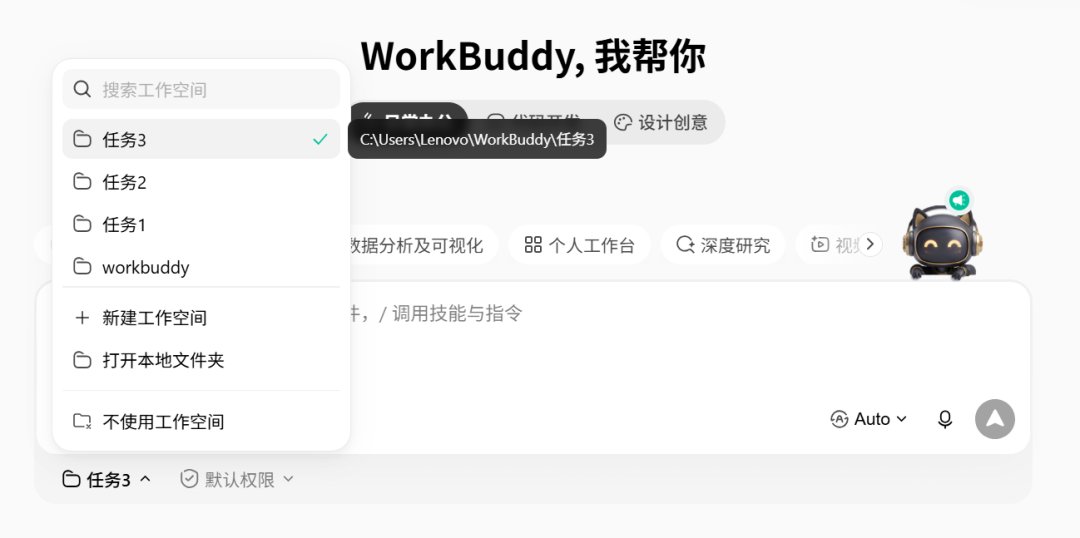 WorkBuddy, 我帮你
搜索工作空间
设计创意
任务3
C:\Users\Lenovo\WorkBuddy\任务3
任务2
任务1
数据分析及可视化
个人工作台
深度研究
workbuddy
新建工作空间
件，/ 调用技能与指令
打开本地文件夹
不使用工作空间
Auto
任务3
默认权限